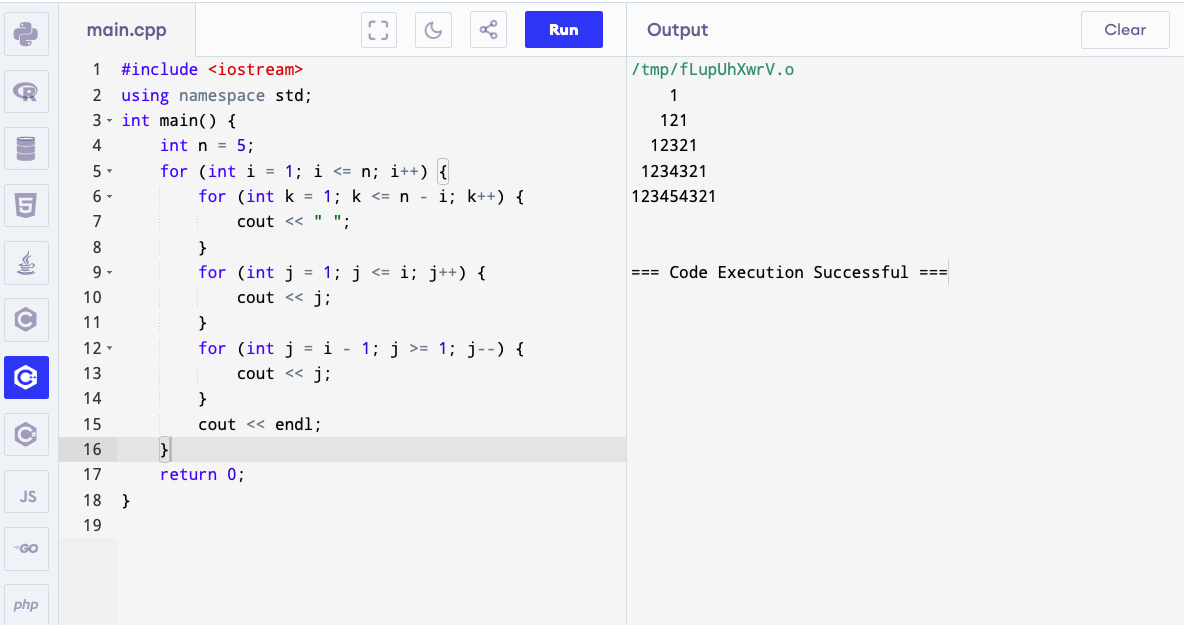 main.cpp
Run
Output
Clear
1 #include <iostream>
2 using namespace std;
3 int main() {
4     int n = 5;
5     for (int i = 1; i <= n; i++) {
6         for (int k = 1; k <= n - i; k++) {
7             cout << " ";
8         }
9         for (int j = 1; j <= i; j++) {
10             cout << j;
11         }
12         for (int j = i - 1; j >= 1; j--) {
13             cout << j;
14         }
15         cout << endl;
16     }
17     return 0;
18 }
19
/tmp/fLupUhXwrV.o
    1
   121
  12321
 1234321
123454321
=== Code Execution Successful ===
R
5
C
C
C
JS
GO
php